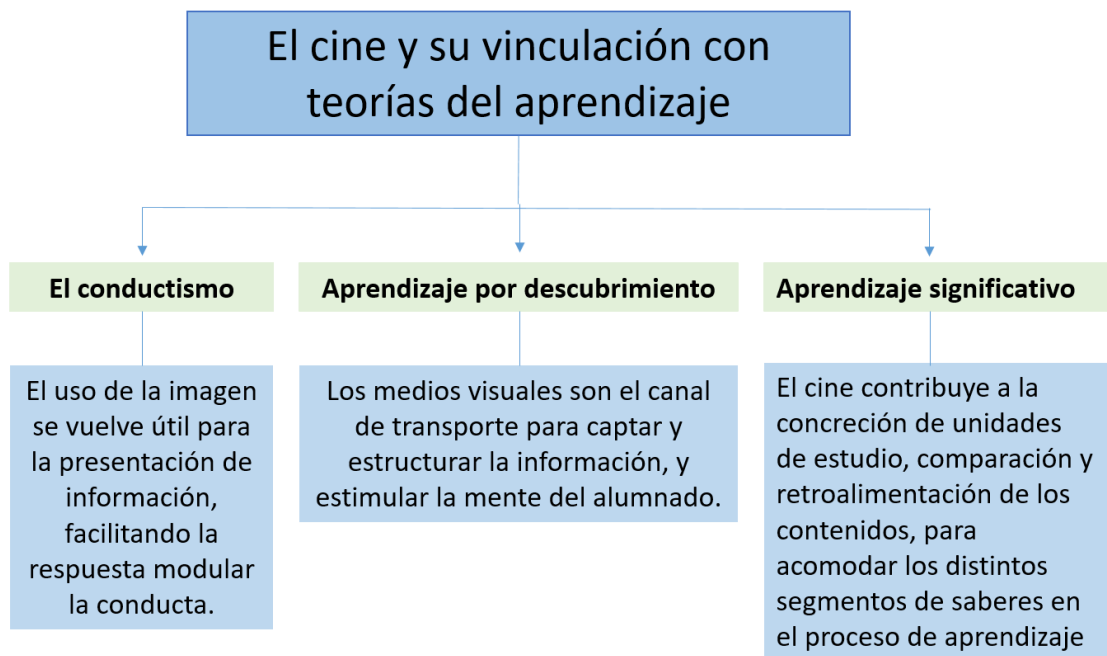 El cine y su vinculación con
teorías del aprendizaje
El conductismo
Aprendizaje por descubrimiento
Aprendizaje significativo
El uso de la imagen
se vuelve útil para
la presentación de
información,
facilitando la
respuesta modular
la conducta.
Los medios visuales son el canal
de transporte para captar y
estructurar la información, y
estimular la mente del alumnado.
El cine contribuye a la
concreción de unidades
de estudio, comparación y
retroalimentación de los
contenidos, para
acomodar los distintos
segmentos de saberes en
el proceso de aprendizaje